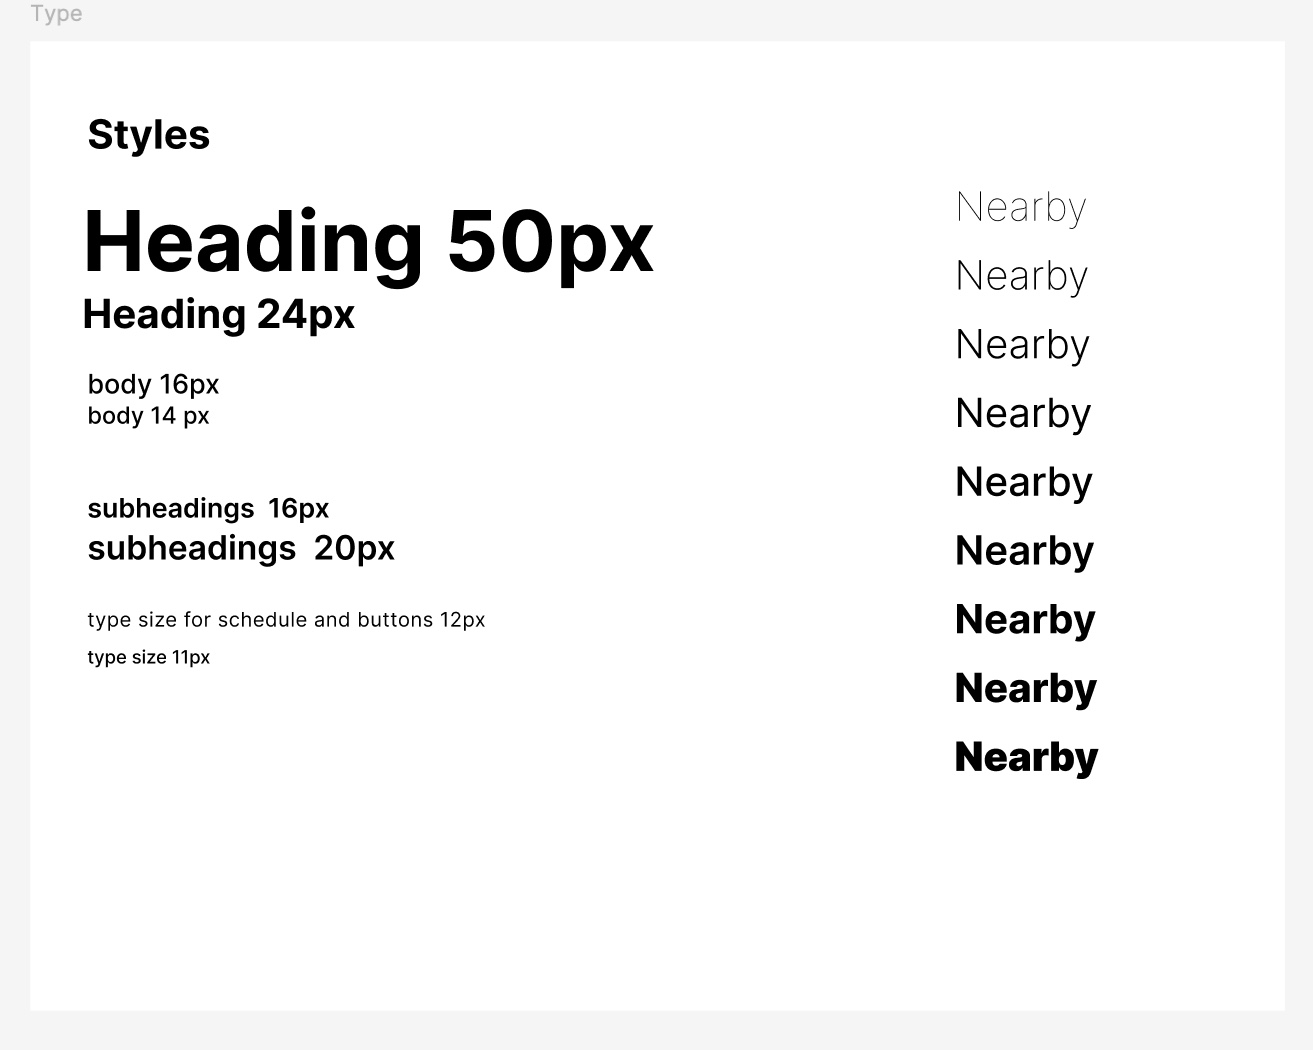 Type
Styles
Heading 50px
Heading 24px
body 16px
body 14 px
subheadings  16px
subheadings  20px
type size for schedule and buttons 12px
type size 11px
Nearby
Nearby
Nearby
Nearby
Nearby
Nearby
Nearby
Nearby
Nearby